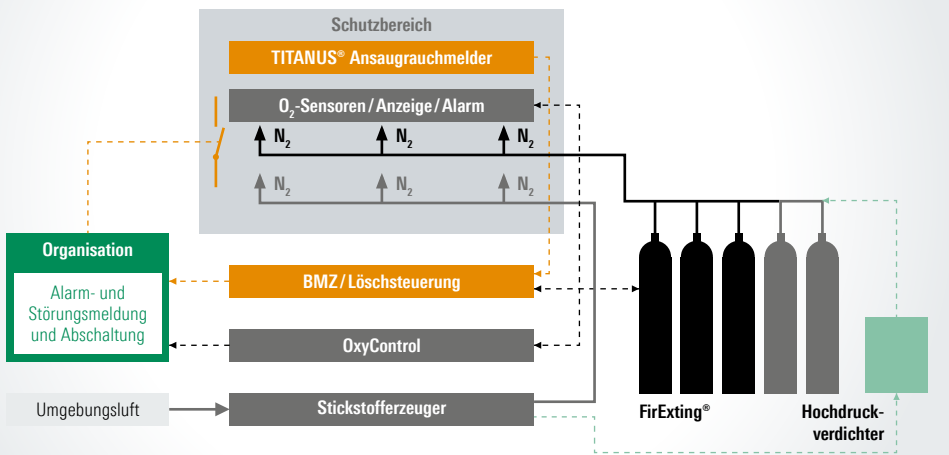 Schutzbereich
TITANUS® Ansaugrauchmelder
O₂-Sensoren / Anzeige / Alarm
N₂ N₂ N₂
N₂ N₂ N₂
Organisation
Alarm- und
Störungsmeldung
und Abschaltung
BMZ / Löschsteuerung
OxyControl
Umgebungsluft
Stickstofferzeuger
FirExting®
Hochdruck-
verdichter